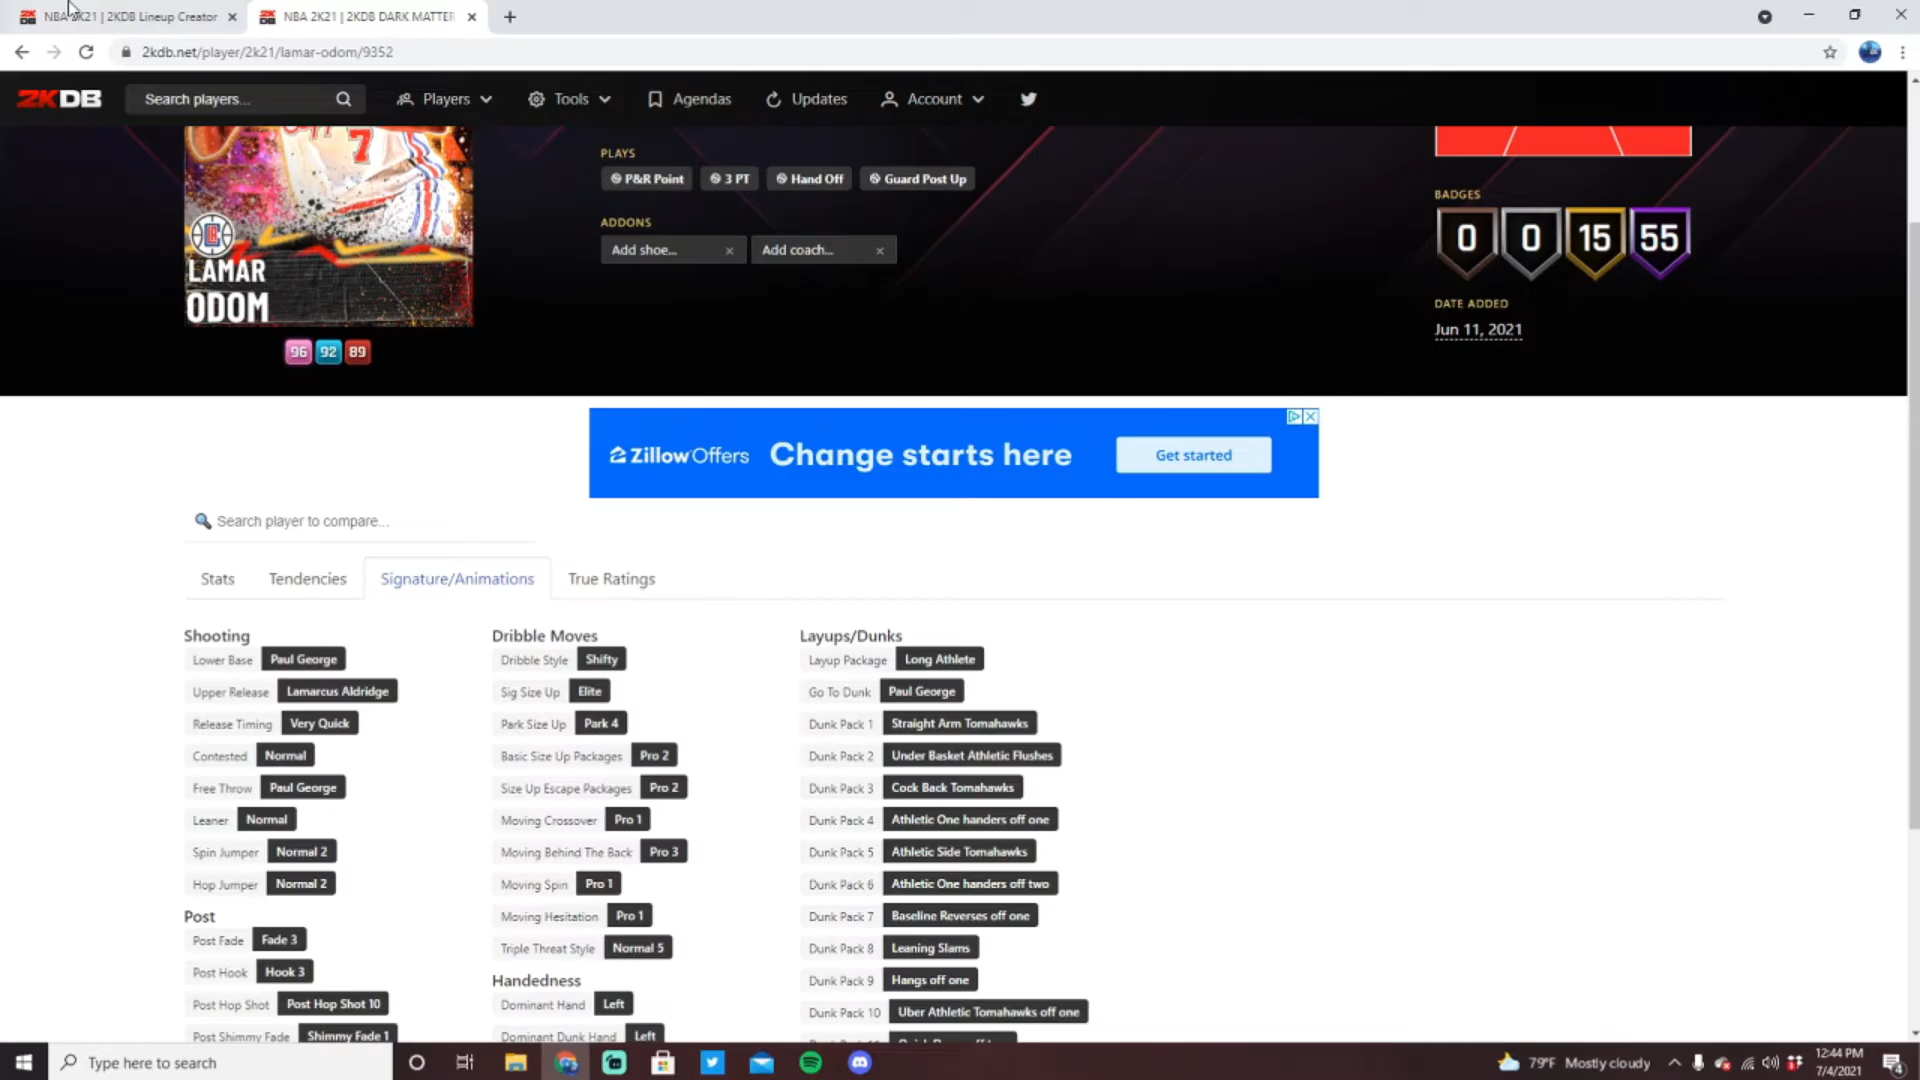 NBA 2K21 | 2KDB Lineup Creator
NBA 2K21 | 2KDB DARK MATTER
2kdb.net/player/2k21/lamar-odom/9352
2KDB
Search players...
Players
Tools
Agendas
Updates
Account
7
LAMAR
ODOM
96 92 89
PLAYS
P&R Point
3 PT
Hand Off
Guard Post Up
ADDONS
Add shoe...
Add coach...
BADGES
0 0 15 55
DATE ADDED
Jun 11, 2021
Zillow Offers
Change starts here
Get started
Search player to compare...
Stats
Tendencies
Signature/Animations
True Ratings
Shooting
Lower Base Paul George
Upper Release Lamarcus Aldridge
Release Timing Very Quick
Contested Normal
Free Throw Paul George
Leaner Normal
Spin Jumper Normal 2
Hop Jumper Normal 2
Post
Post Fade Fade 3
Post Hook Hook 3
Post Hop Shot Post Hop Shot 10
Post Shimmy Fade Shimmy Fade 1
Dribble Moves
Dribble Style Shifty
Sig Size Up Elite
Park Size Up Park 4
Basic Size Up Packages Pro 2
Size Up Escape Packages Pro 2
Moving Crossover Pro 1
Moving Behind The Back Pro 3
Moving Spin Pro 1
Moving Hesitation Pro 1
Triple Threat Style Normal 5
Handedness
Dominant Hand Left
Dominant Dunk Hand Left
Layups/Dunks
Layup Package Long Athlete
Go To Dunk Paul George
Dunk Pack 1 Straight Arm Tomahawks
Dunk Pack 2 Under Basket Athletic Flushes
Dunk Pack 3 Cock Back Tomahawks
Dunk Pack 4 Athletic One handers off one
Dunk Pack 5 Athletic Side Tomahawks
Dunk Pack 6 Athletic One handers off two
Dunk Pack 7 Baseline Reverses off one
Dunk Pack 8 Leaning Slams
Dunk Pack 9 Hangs off one
Dunk Pack 10 Uber Athletic Tomahawks off one
Type here to search
79°F Mostly cloudy
12:44 PM
7/4/2021
4